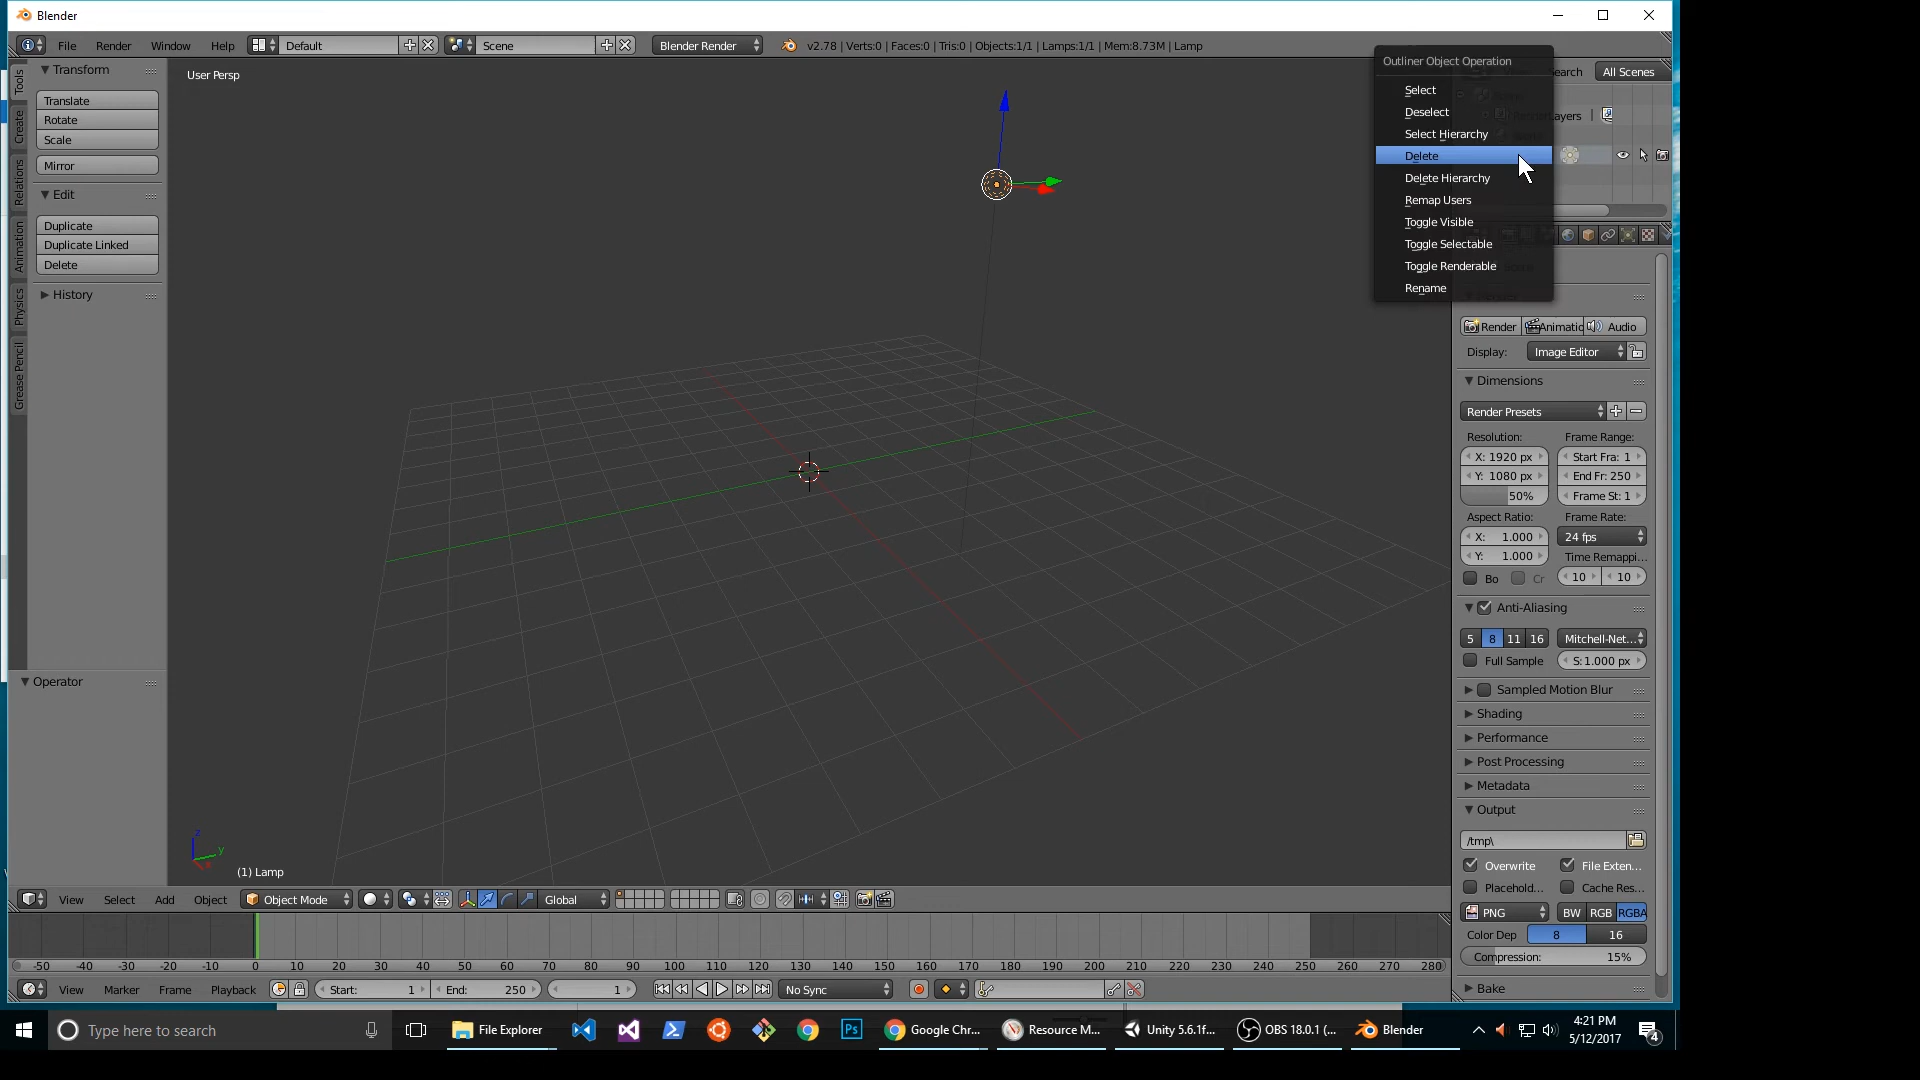 Blender
File
Render
Window
Help
Default
Scene
Blender Render
v2.78 | Verts:0 | Faces:0 | Tris:0 | Objects:1/1 | Lamps:1/1 | Mem:8.73M | Lamp
Tools
Create
Relations
Animation
Physics
Grease Pencil
Transform
Translate
Rotate
Scale
Mirror
Edit
Duplicate
Duplicate Linked
Delete
History
Operator
User Persp
(1) Lamp
z
y
Outliner Object Operation
Select
Deselect
Select Hierarchy
Delete
Delete Hierarchy
Remap Users
Toggle Visible
Toggle Selectable
Toggle Renderable
Rename
earch
All Scenes
ayers
Render
Animatic
Audio
Display:
Image Editor
Dimensions
Render Presets
Resolution:
Frame Range:
X: 1920 px
Start Fra: 1
Y: 1080 px
End Fr: 250
50%
Frame St: 1
Aspect Ratio:
Frame Rate:
X: 1.000
24 fps
Y: 1.000
Time Remappi...
Bo
Cr
10
10
Anti-Aliasing
5
8
11
16
Mitchell-Net...
Full Sample
S: 1.000 px
Sampled Motion Blur
Shading
Performance
Post Processing
Metadata
Output
/tmp\
Overwrite
File Exten...
Placehold...
Cache Res...
PNG
BW
RGB
RGBA
Color Dep
8
16
Compression:
15%
Bake
View
Select
Add
Object
Object Mode
Global
-50 -40 -30 -20 -10 0 10 20 30 40 50 60 70 80 90 100 110 120 130 140 150 160 170 180 190 200 210 220 230 240 250 260 270 280
View
Marker
Frame
Playback
Start: 1
End: 250
1
No Sync
Type here to search
File Explorer
Ps
Google Chr...
Resource M...
Unity 5.6.1f...
OBS 18.0.1 (...
Blender
4:21 PM
5/12/2017
4